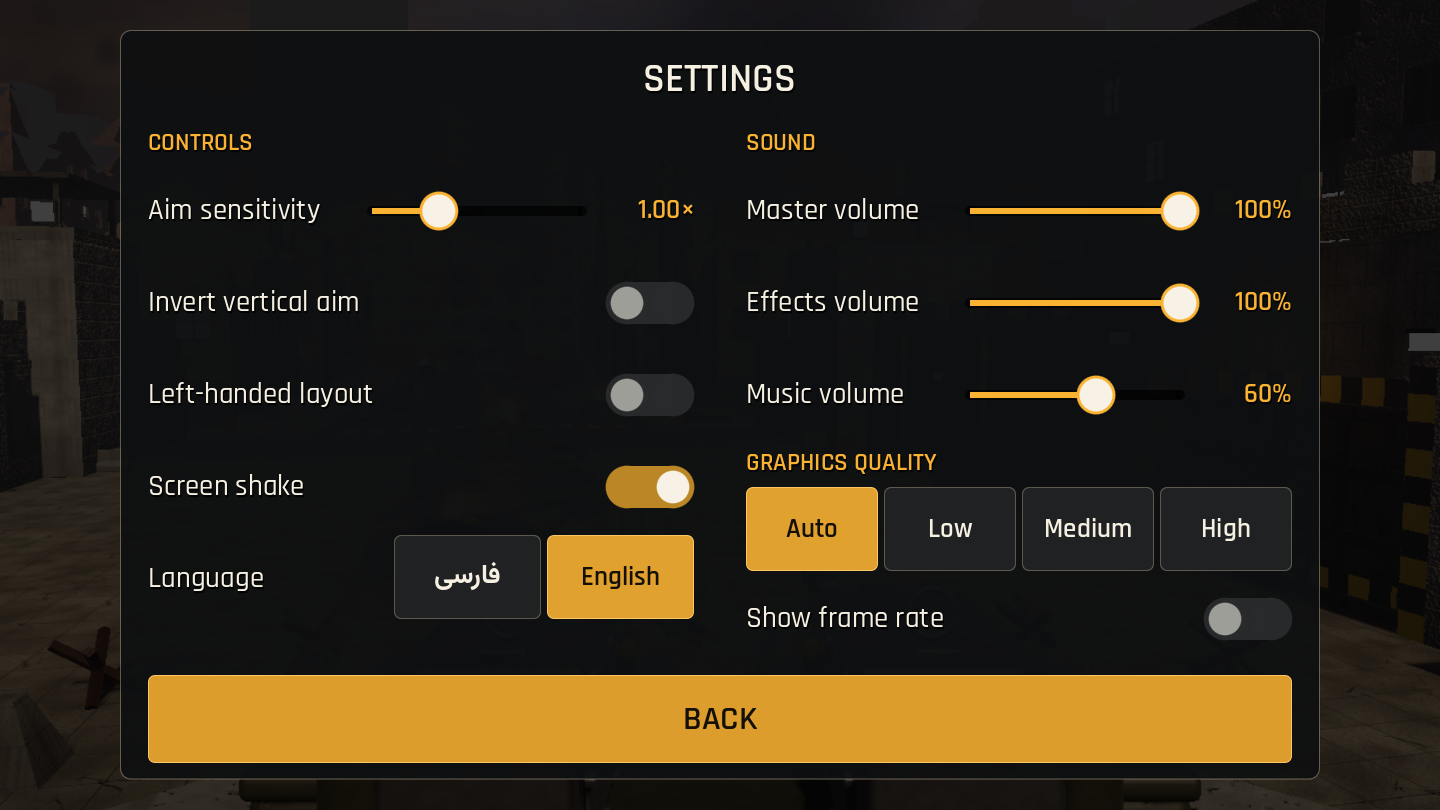 SETTINGS
CONTROLS
Aim sensitivity 1.00×
Invert vertical aim
Left-handed layout
Screen shake
Language فارسی English
SOUND
Master volume 100%
Effects volume 100%
Music volume 60%
GRAPHICS QUALITY
Auto Low Medium High
Show frame rate
BACK